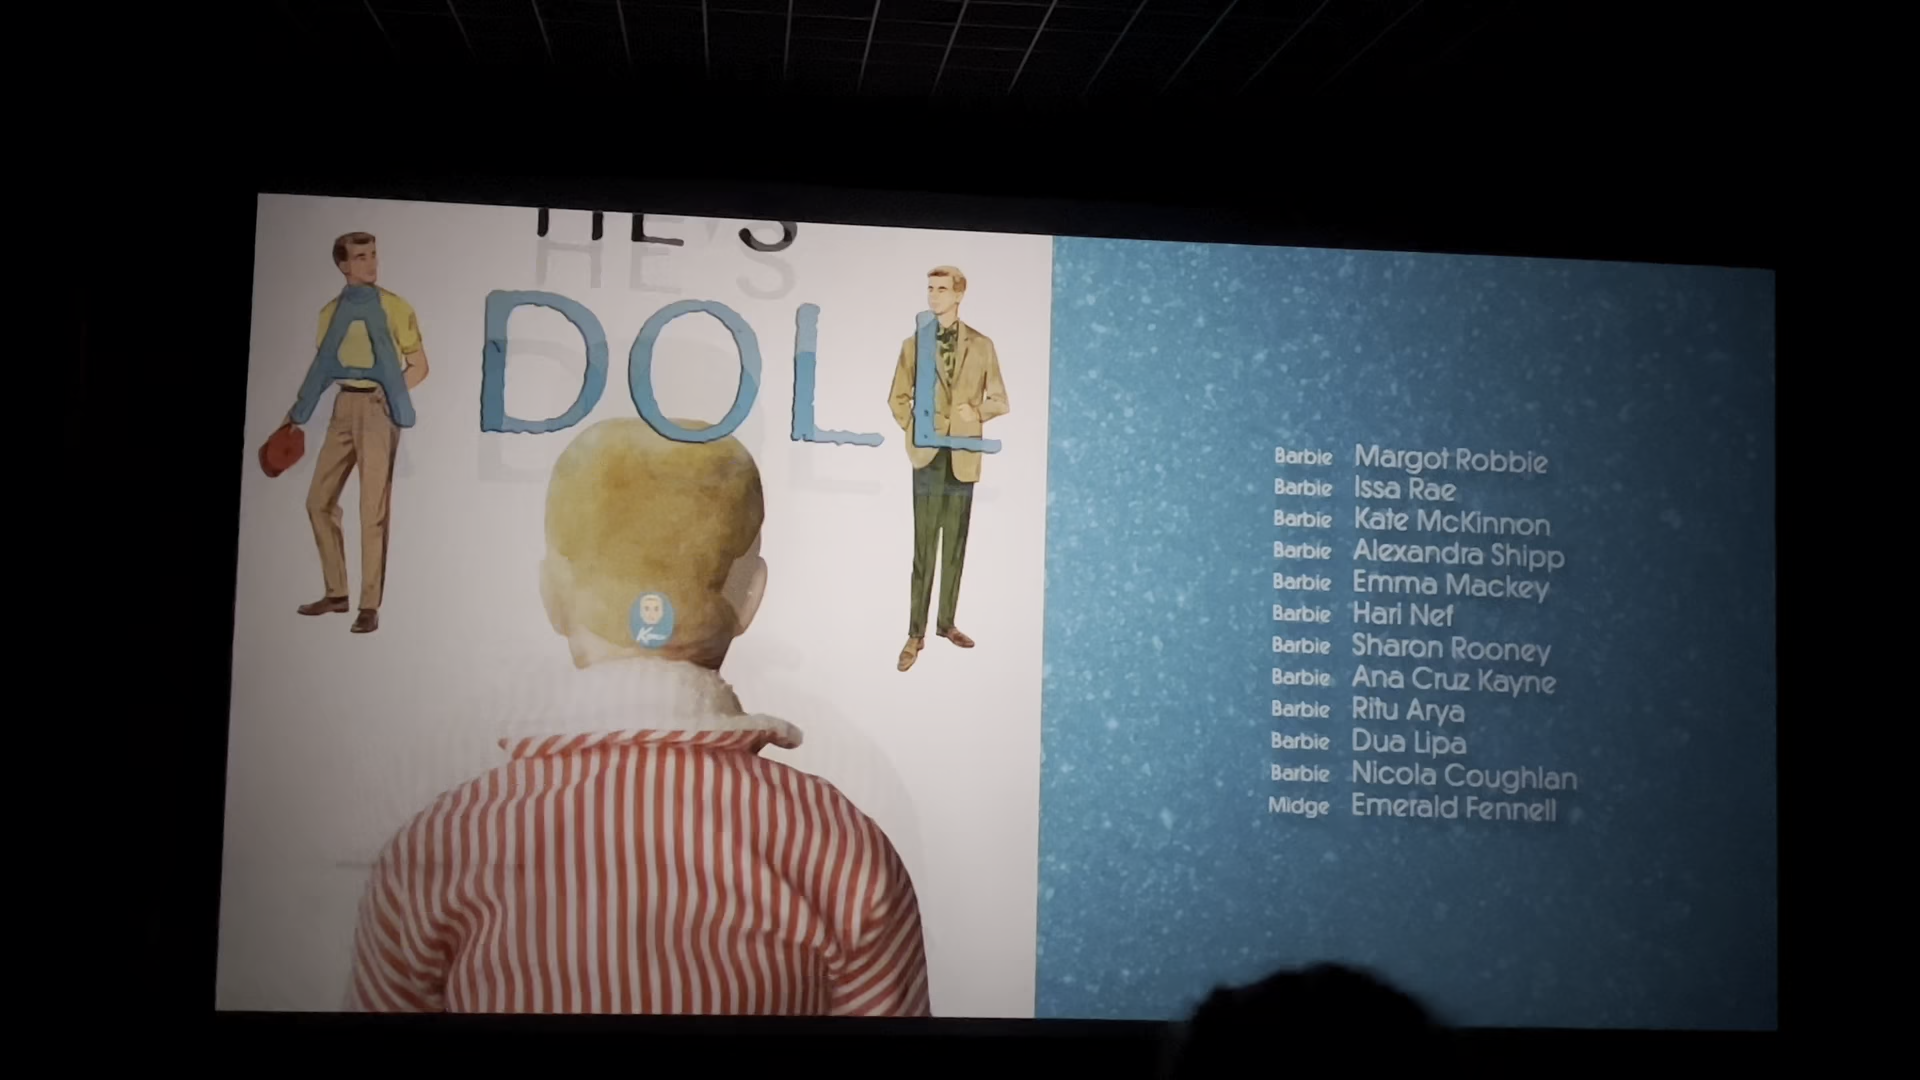 HE'S
A DOLL
Ken
Barbie Margot Robbie
Barbie Issa Rae
Barbie Kate McKinnon
Barbie Alexandra Shipp
Barbie Emma Mackey
Barbie Hari Nef
Barbie Sharon Rooney
Barbie Ana Cruz Kayne
Barbie Ritu Arya
Barbie Dua Lipa
Barbie Nicola Coughlan
Midge Emerald Fennell